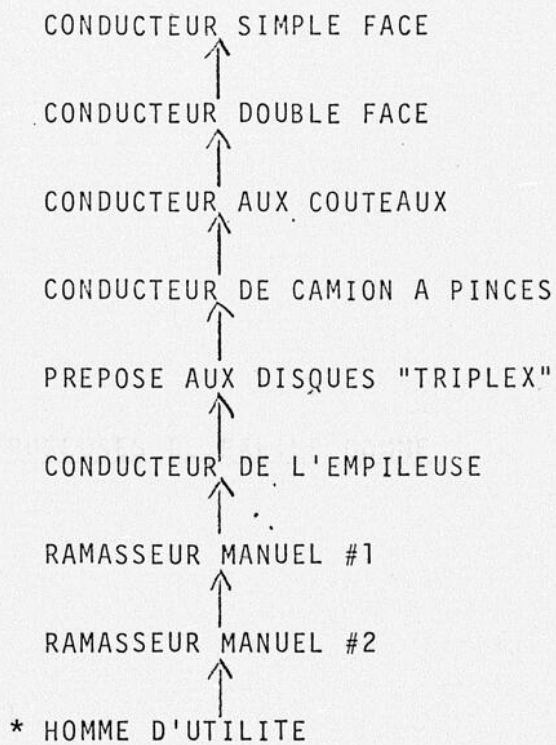 CONDUCTEUR SIMPLE FACE
CONDUCTEUR DOUBLE FACE
CONDUCTEUR AUX COUTEAUX
CONDUCTEUR DE CAMION A PINCES
PREPOSE AUX DISQUES "TRIPLEX"
CONDUCTEUR DE L'EMPILEUSE
RAMASSEUR MANUEL #1
RAMASSEUR MANUEL #2
* HOMME D'UTILITE